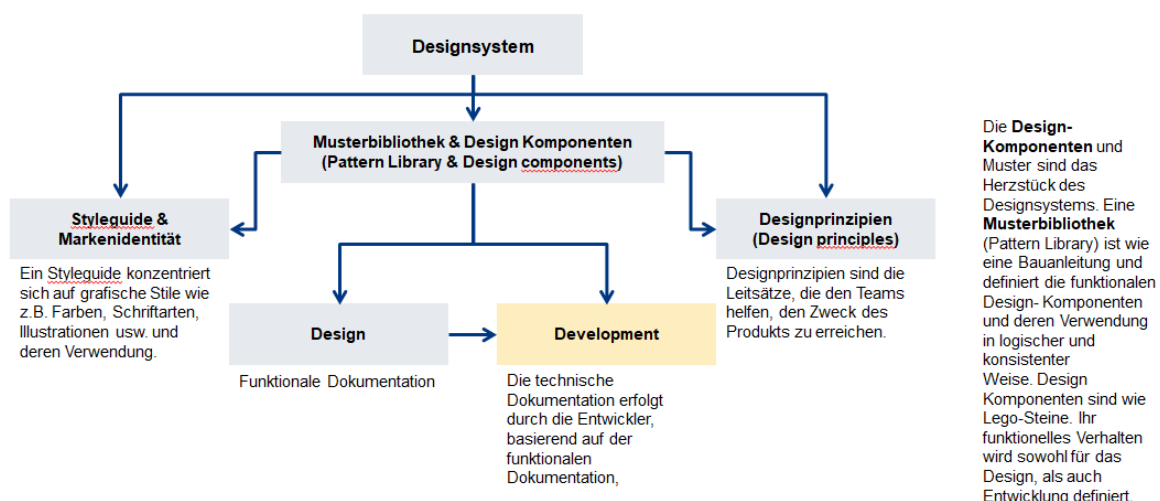 Designsystem
Musterbibliothek & Design Komponenten
(Pattern Library & Design components)
Styleguide &
Markenidentität
Ein Styleguide konzentriert
sich auf grafische Stile wie
z.B. Farben, Schriftarten,
Illustrationen usw. und
deren Verwendung.
Design
Funktionale Dokumentation
Development
Die technische
Dokumentation erfolgt
durch die Entwickler,
basierend auf der
funktionalen
Dokumentation,
Designprinzipien
(Design principles)
Designprinzipien sind die
Leitsätze, die den Teams
helfen, den Zweck des
Produkts zu erreichen.
Die Design-
Komponenten und
Muster sind das
Herzstück des
Designsystems. Eine
Musterbibliothek
(Pattern Library) ist wie
eine Bauanleitung und
definiert die funktionalen
Design- Komponenten
und deren Verwendung
in logischer und
konsistenter
Weise. Design
Komponenten sind wie
Lego-Steine. Ihr
funktionelles Verhalten
wird sowohl für das
Design, als auch
Entwicklung definiert.